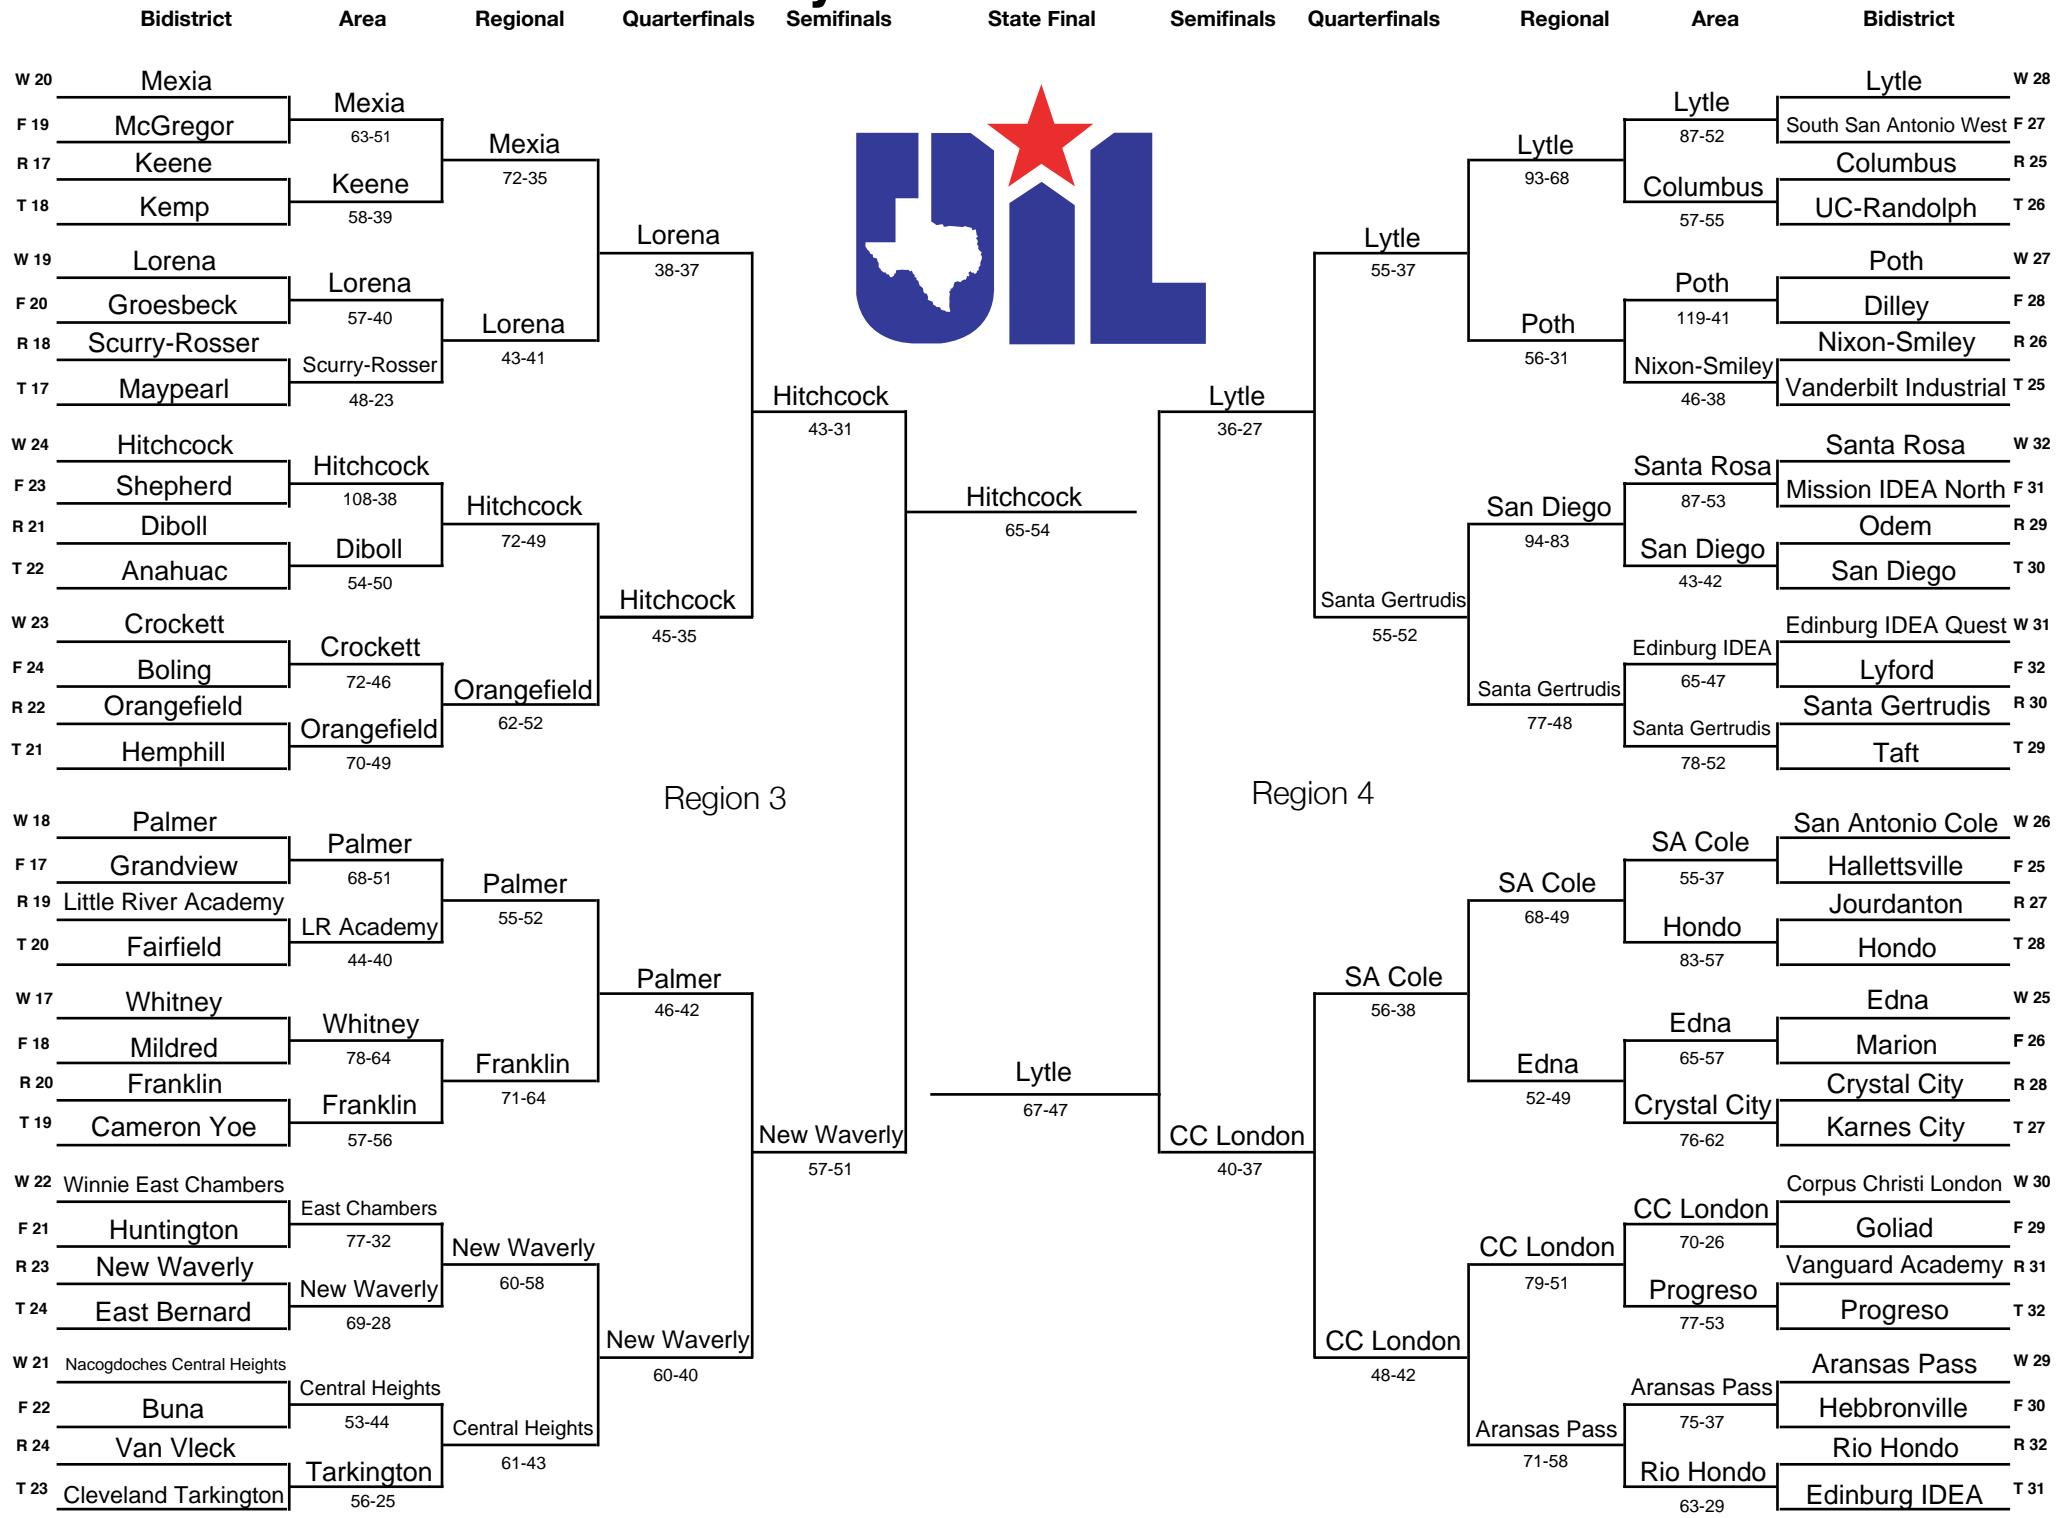 Bidistrict Area Regional Quarterfinals Semifinals State Final Semifinals Quarterfinals Regional Area Bidistrict
W 20 Mexia
F 19 McGregor
R 17 Keene
T 18 Kemp
W 19 Lorena
F 20 Groesbeck
R 18 Scurry-Rosser
T 17 Maypearl
W 24 Hitchcock
F 23 Shepherd
R 21 Diboll
T 22 Anahuac
W 23 Crockett
F 24 Boling
R 22 Orangefield
T 21 Hemphill
W 18 Palmer
F 17 Grandview
R 19 Little River Academy
T 20 Fairfield
W 17 Whitney
F 18 Mildred
R 20 Franklin
T 19 Cameron Yoe
W 22 Winnie East Chambers
F 21 Huntington
R 23 New Waverly
T 24 East Bernard
W 21 Nacogdoches Central Heights
F 22 Buna
R 24 Van Vleck
T 23 Cleveland Tarkington
Mexia
63-51
Keene
58-39
Lorena
57-40
Scurry-Rosser
48-23
Hitchcock
108-38
Diboll
54-50
Crockett
72-46
Orangefield
70-49
Palmer
68-51
LR Academy
44-40
Whitney
78-64
Franklin
57-56
East Chambers
77-32
New Waverly
69-28
Central Heights
53-44
Tarkington
56-25
Mexia
72-35
Lorena
43-41
Hitchcock
72-49
Orangefield
62-52
Palmer
55-52
Franklin
71-64
New Waverly
60-58
Central Heights
61-43
Lorena
38-37
Hitchcock
45-35
Palmer
46-42
New Waverly
60-40
Hitchcock
43-31
New Waverly
57-51
Region 3
UIL
Hitchcock
65-54
Lytle
67-47
Region 4
Lytle
36-27
CC London
40-37
Lytle
55-37
Santa Gertrudis
55-52
SA Cole
56-38
CC London
48-42
Lytle
93-68
Poth
56-31
San Diego
94-83
Santa Gertrudis
77-48
SA Cole
68-49
Edna
52-49
CC London
79-51
Aransas Pass
71-58
Lytle
87-52
Columbus
57-55
Poth
119-41
Nixon-Smiley
46-38
Santa Rosa
87-53
San Diego
43-42
Edinburg IDEA
65-47
Santa Gertrudis
78-52
SA Cole
55-37
Hondo
83-57
Edna
65-57
Crystal City
76-62
CC London
70-26
Progreso
77-53
Aransas Pass
75-37
Rio Hondo
63-29
Lytle W 28
South San Antonio West F 27
Columbus R 25
UC-Randolph T 26
Poth W 27
Dilley F 28
Nixon-Smiley R 26
Vanderbilt Industrial T 25
Santa Rosa W 32
Mission IDEA North F 31
Odem R 29
San Diego T 30
Edinburg IDEA Quest W 31
Lyford F 32
Santa Gertrudis R 30
Taft T 29
San Antonio Cole W 26
Hallettsville F 25
Jourdanton R 27
Hondo T 28
Edna W 25
Marion F 26
Crystal City R 28
Karnes City T 27
Corpus Christi London W 30
Goliad F 29
Vanguard Academy R 31
Progreso T 32
Aransas Pass W 29
Hebbronville F 30
Rio Hondo R 32
Edinburg IDEA T 31